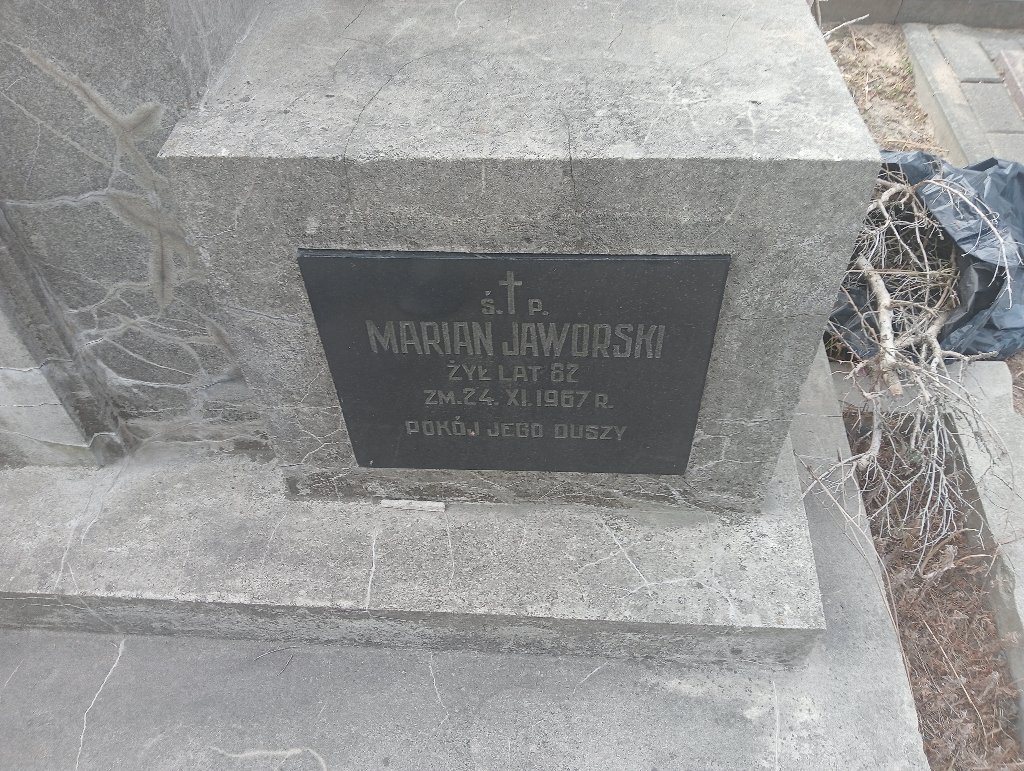 Ś. P.
MARIAN JAWORSKI
ŻYŁ LAT 82
ZM. 24. XI. 1967 R.
POKÓJ JEGO DUSZY